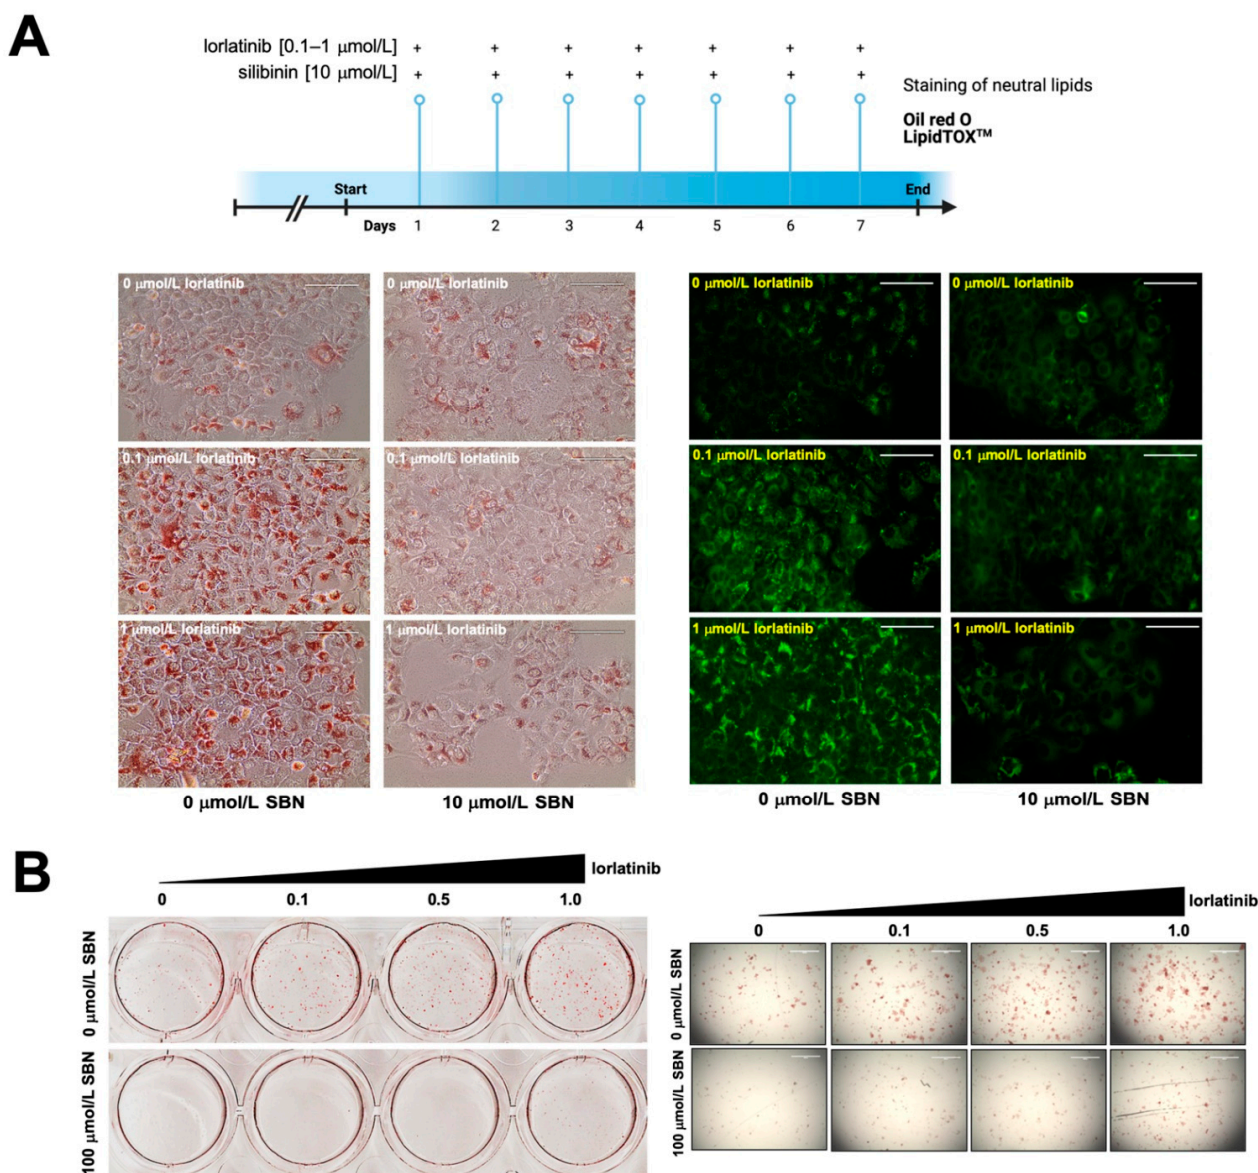 A
lorlatinib [0.1–1 μmol/L] + + + + + + +
silibinin [10 μmol/L] + + + + + + +
Staining of neutral lipids
Oil red O
LipidTOX™
Start
End
Days 1 2 3 4 5 6 7
0 μmol/L lorlatinib
0 μmol/L lorlatinib
0 μmol/L lorlatinib
0 μmol/L lorlatinib
0.1 μmol/L lorlatinib
0.1 μmol/L lorlatinib
0.1 μmol/L lorlatinib
0.1 μmol/L lorlatinib
1 μmol/L lorlatinib
1 μmol/L lorlatinib
1 μmol/L lorlatinib
1 μmol/L lorlatinib
0 μmol/L SBN
10 μmol/L SBN
0 μmol/L SBN
10 μmol/L SBN
B
lorlatinib
0 0.1 0.5 1.0
0 μmol/L SBN
100 μmol/L SBN
lorlatinib
0 0.1 0.5 1.0
0 μmol/L SBN
100 μmol/L SBN